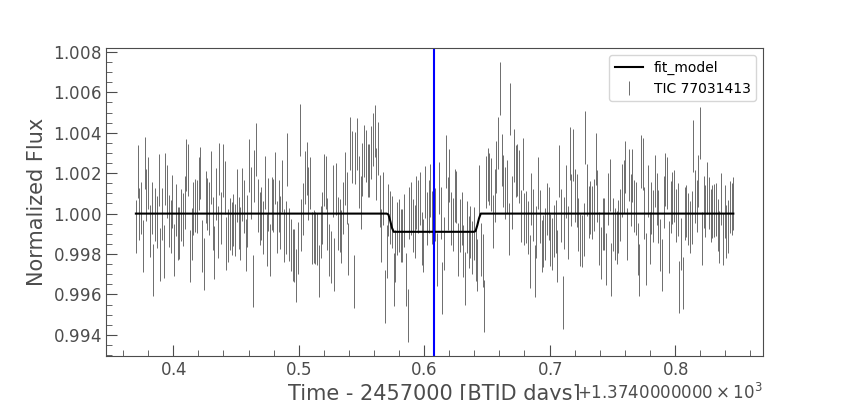 1.008
1.006
1.004
1.002
1.000
0.998
0.996
0.994
Normalized Flux
fit_model
TIC 77031413
0.4
0.5
0.6
0.7
0.8
Time - 2457000 [BTJD days]
+1.3740000000 × 10³